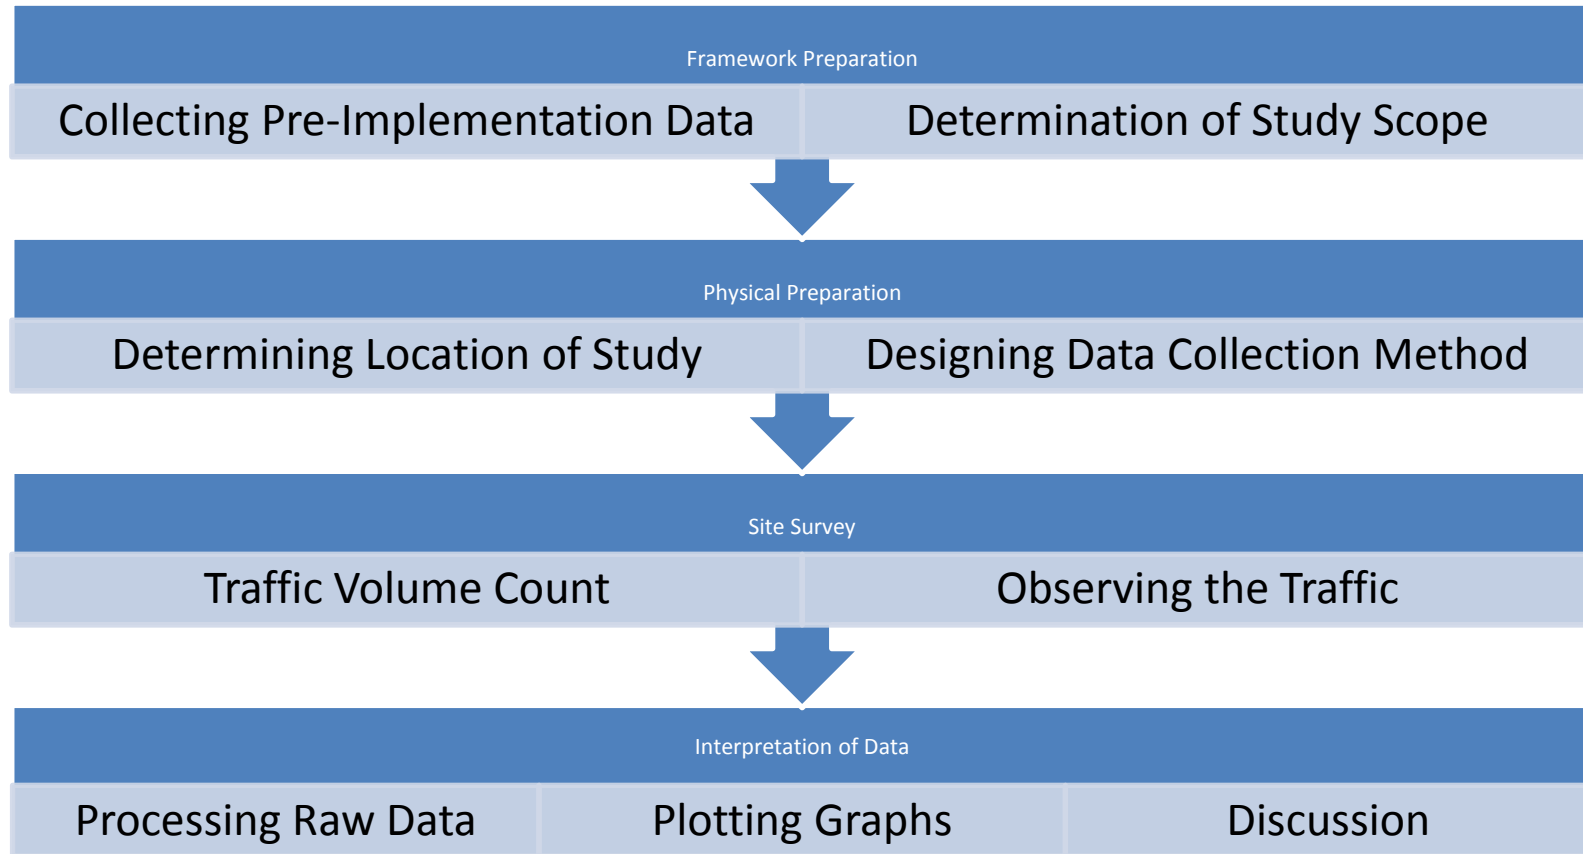 Framework Preparation
Collecting Pre-Implementation Data
Determination of Study Scope
Physical Preparation
Determining Location of Study
Designing Data Collection Method
Site Survey
Traffic Volume Count
Observing the Traffic
Interpretation of Data
Processing Raw Data
Plotting Graphs
Discussion